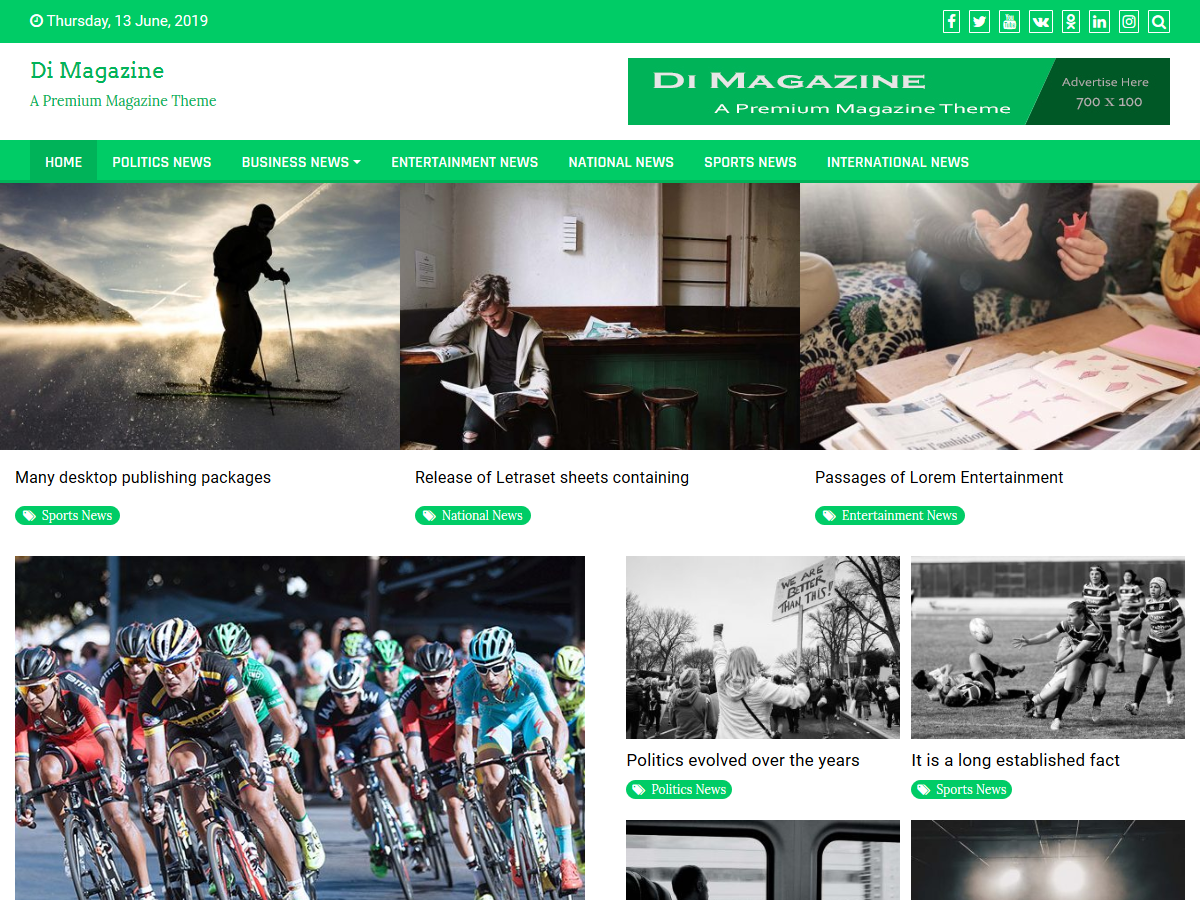 Thursday, 13 June, 2019
Di Magazine
A Premium Magazine Theme
Di Magazine
A Premium Magazine Theme
Advertise Here
700 X 100
HOME POLITICS NEWS BUSINESS NEWS ENTERTAINMENT NEWS NATIONAL NEWS SPORTS NEWS INTERNATIONAL NEWS
Many desktop publishing packages
Release of Letraset sheets containing
Passages of Lorem Entertainment
Sports News
National News
Entertainment News
WE ARE
BETTER
THAN THIS!
Politics evolved over the years
It is a long established fact
Politics News
Sports News